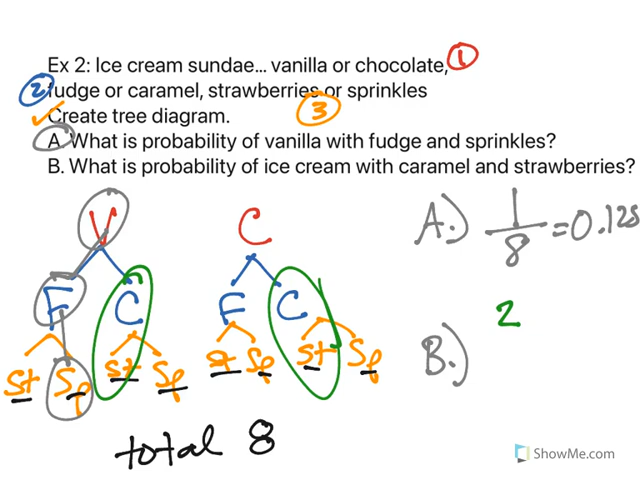 Ex 2: Ice cream sundae... vanilla or chocolate, 1
2 fudge or caramel, strawberries or sprinkles
Create tree diagram. 3
A. What is probability of vanilla with fudge and sprinkles?
B. What is probability of ice cream with caramel and strawberries?
V C
F C F C
St Sp St Sp St Sp St Sp
total 8
A.) 1/8 = 0.125
2
B.)
ShowMe.com